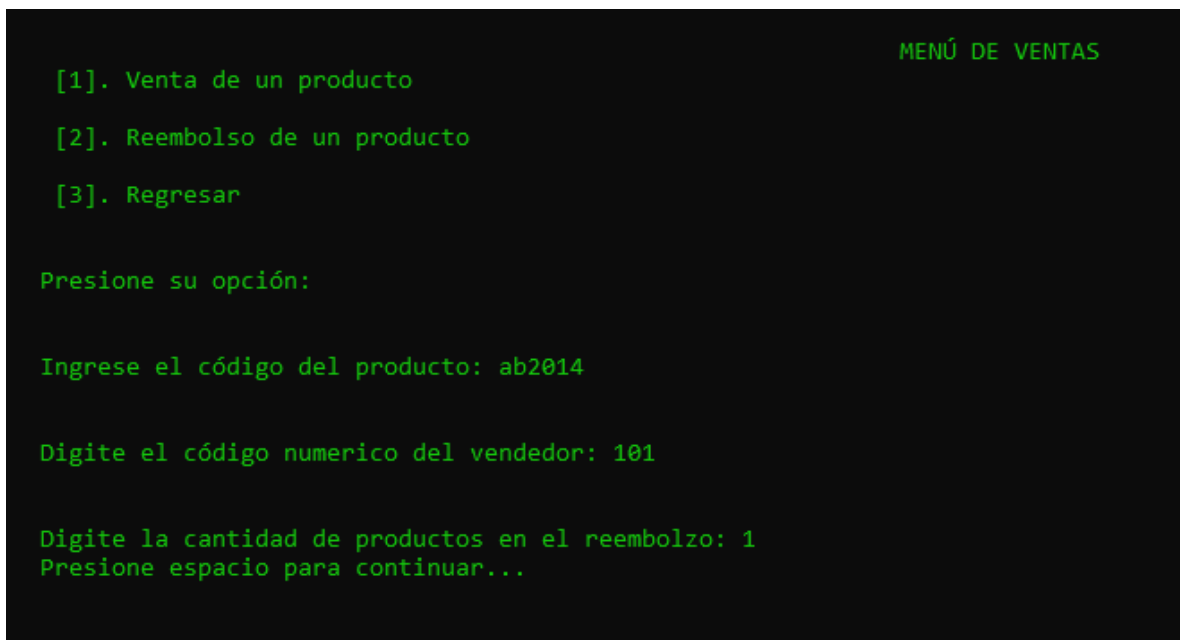 MENÚ DE VENTAS
[1]. Venta de un producto
[2]. Reembolso de un producto
[3]. Regresar
Presione su opción:
Ingrese el código del producto: ab2014
Digite el código numerico del vendedor: 101
Digite la cantidad de productos en el reembolzo: 1
Presione espacio para continuar...